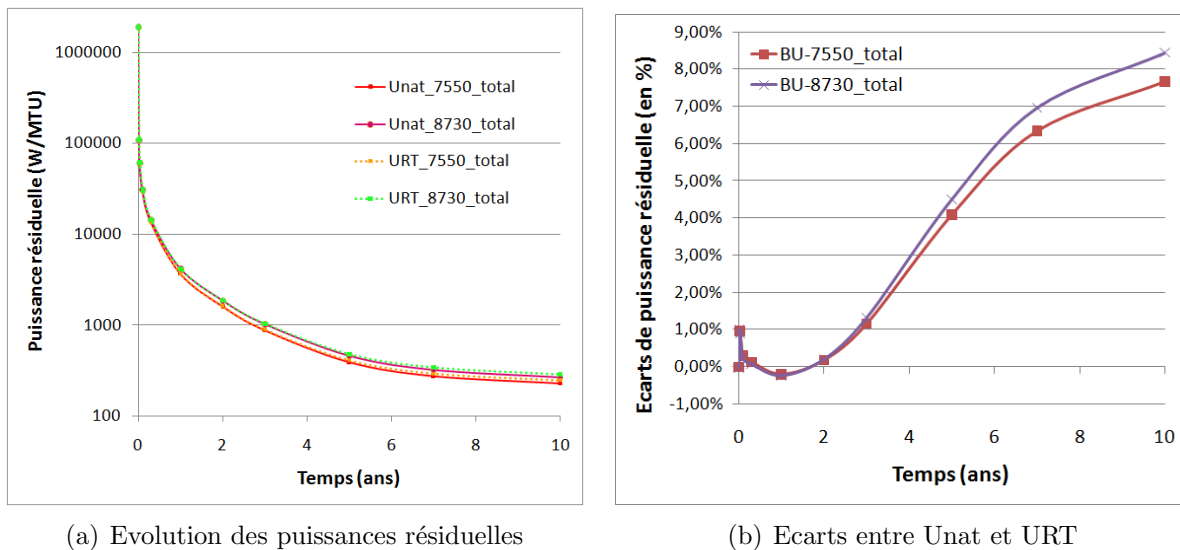 Puissance résiduelle (W/MTU)
1000000
100000
10000
1000
100
0
2
4
6
8
10
Temps (ans)
Unat_7550_total
Unat_8730_total
URT_7550_total
URT_8730_total
(a) Evolution des puissances résiduelles
Ecarts de puissance résiduelle (en %)
9,00%
8,00%
7,00%
6,00%
5,00%
4,00%
3,00%
2,00%
1,00%
0,00%
-1,00%
0
2
4
6
8
10
Temps (ans)
BU-7550_total
BU-8730_total
(b) Ecarts entre Unat et URT